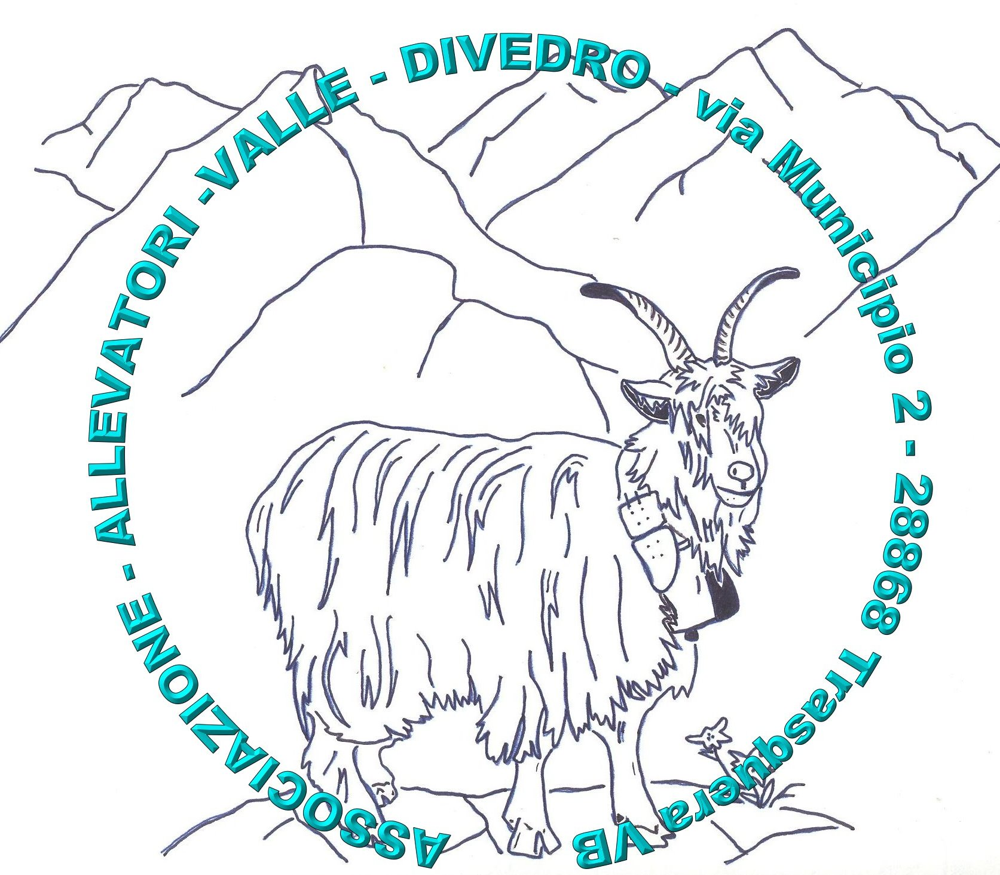 ASSOCIAZIONE - ALLEVATORI -VALLE - DIVEDRO - via Municipio 2 - 28868 Trasquera VB